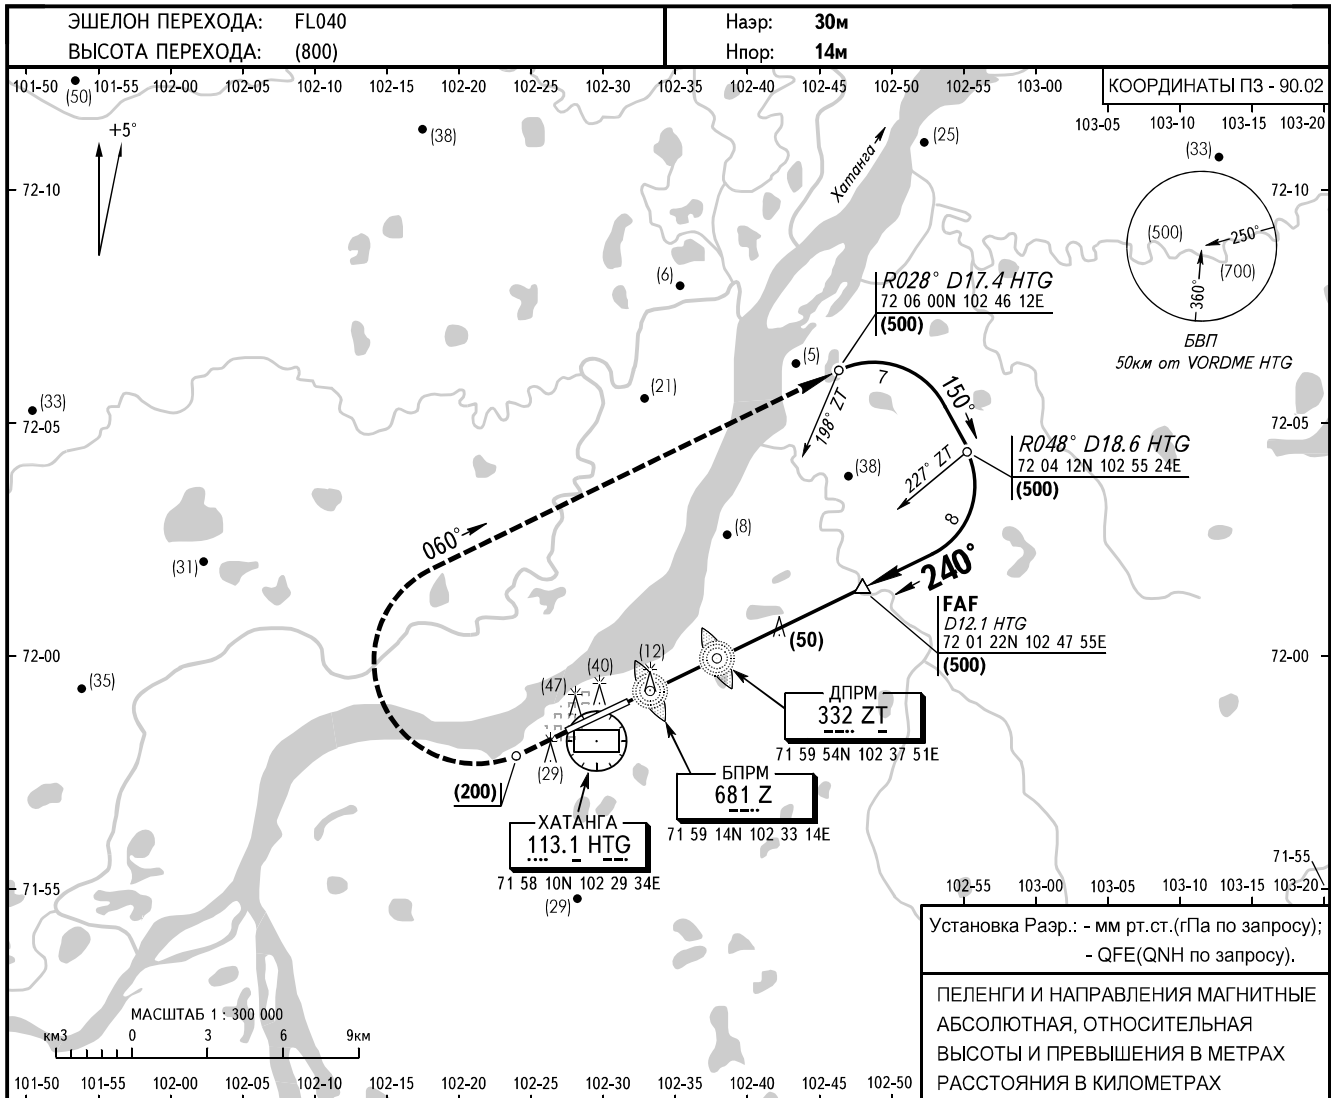 ЭШЕЛОН ПЕРЕХОДА: FL040
ВЫСОТА ПЕРЕХОДА: (800)
Наэр: 30м
Нпор: 14м
101-50 101-55 102-00 102-05 102-10 102-15 102-20 102-25 102-30 102-35 102-40 102-45 102-50 102-55 103-00
КООРДИНАТЫ ПЗ - 90.02
103-05 103-10 103-15 103-20
(50)
+5°
(38)
(25)
(33)
Хатанга
72-10
72-10
(500)
250°
(700)
360°
БВП
50км от VORDME HTG
(6)
R028° D17.4 HTG
72 06 00N 102 46 12E
(500)
(5)
7
150°
198° ZT
(21)
(33)
72-05
72-05
R048° D18.6 HTG
72 04 12N 102 55 24E
(500)
(38)
227° ZT
8
(8)
060°
(31)
240°
FAF
D12.1 HTG
72 01 22N 102 47 55E
(500)
(50)
72-00
72-00
(12)
(40)
(47)
(35)
ДПРМ
332 ZT
71 59 54N 102 37 51E
(29)
БПРМ
681 Z
71 59 14N 102 33 14E
(200)
ХАТАНГА
113.1 HTG
71 58 10N 102 29 34E
(29)
71-55
71-55
102-55 103-00 103-05 103-10 103-15 103-20
Установка Раэр.: - мм рт.ст.(гПа по запросу);
- QFE(QNH по запросу).
ПЕЛЕНГИ И НАПРАВЛЕНИЯ МАГНИТНЫЕ
АБСОЛЮТНАЯ, ОТНОСИТЕЛЬНАЯ
ВЫСОТЫ И ПРЕВЫШЕНИЯ В МЕТРАХ
РАССТОЯНИЯ В КИЛОМЕТРАХ
МАСШТАБ 1 : 300 000
км3 0 3 6 9км
101-50 101-55 102-00 102-05 102-10 102-15 102-20 102-25 102-30 102-35 102-40 102-45 102-50